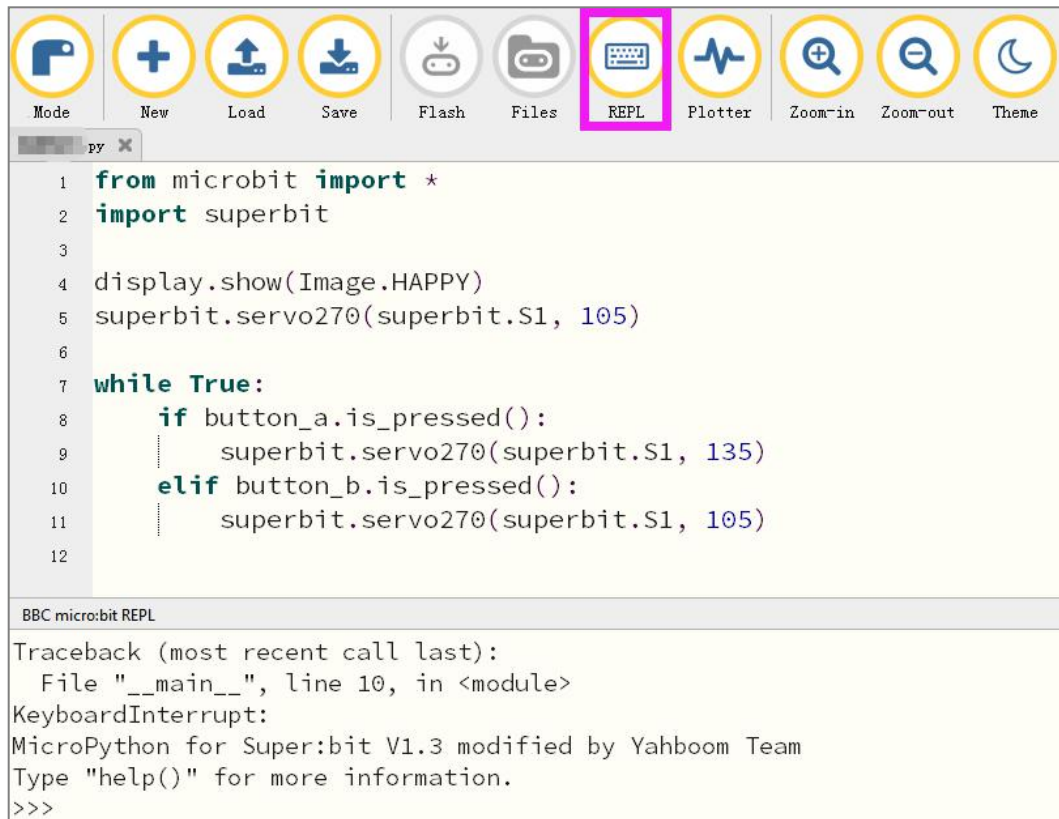 Mode New Load Save Flash Files REPL Plotter Zoom-in Zoom-out Theme
py
1 from microbit import *
2 import superbit
3
4 display.show(Image.HAPPY)
5 superbit.servo270(superbit.S1, 105)
6
7 while True:
8     if button_a.is_pressed():
9         superbit.servo270(superbit.S1, 135)
10     elif button_b.is_pressed():
11         superbit.servo270(superbit.S1, 105)
12
BBC micro:bit REPL
Traceback (most recent call last):
  File "__main__", line 10, in <module>
KeyboardInterrupt:
MicroPython for Super:bit V1.3 modified by Yahboom Team
Type "help()" for more information.
>>>